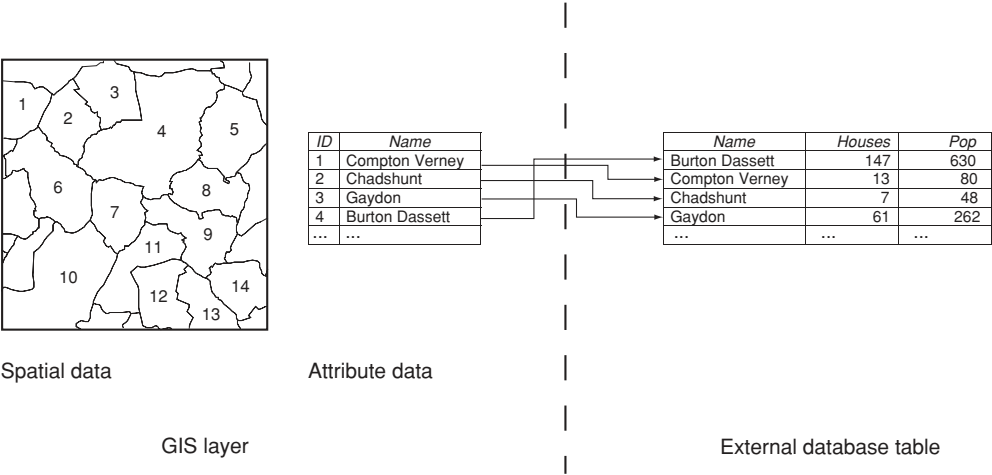 1
2
3
4
5
6
7
8
9
10
11
12
13
14
ID Name
1 Compton Verney
2 Chadshunt
3 Gaydon
4 Burton Dassett
... ...
Name Houses Pop
Burton Dassett 147 630
Compton Verney 13 80
Chadshunt 7 48
Gaydon 61 262
... ... ...
Spatial data
Attribute data
GIS layer
External database table